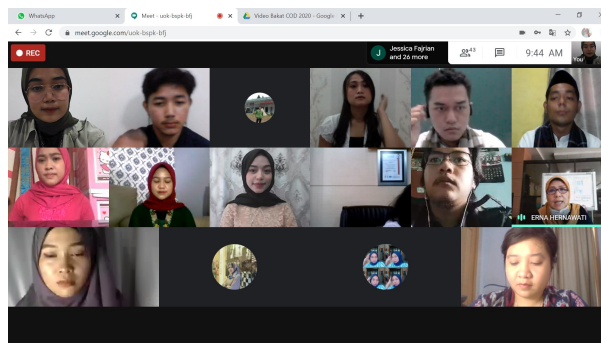 WhatsApp
Meet - uok-bspk-bfj
Video Bakat COD 2020 - Google
meet.google.com/uok-bspk-bfj
REC
J
Jessica Fajrian
and 26 more
43
9:44 AM
You
ERNA HERNAWATI